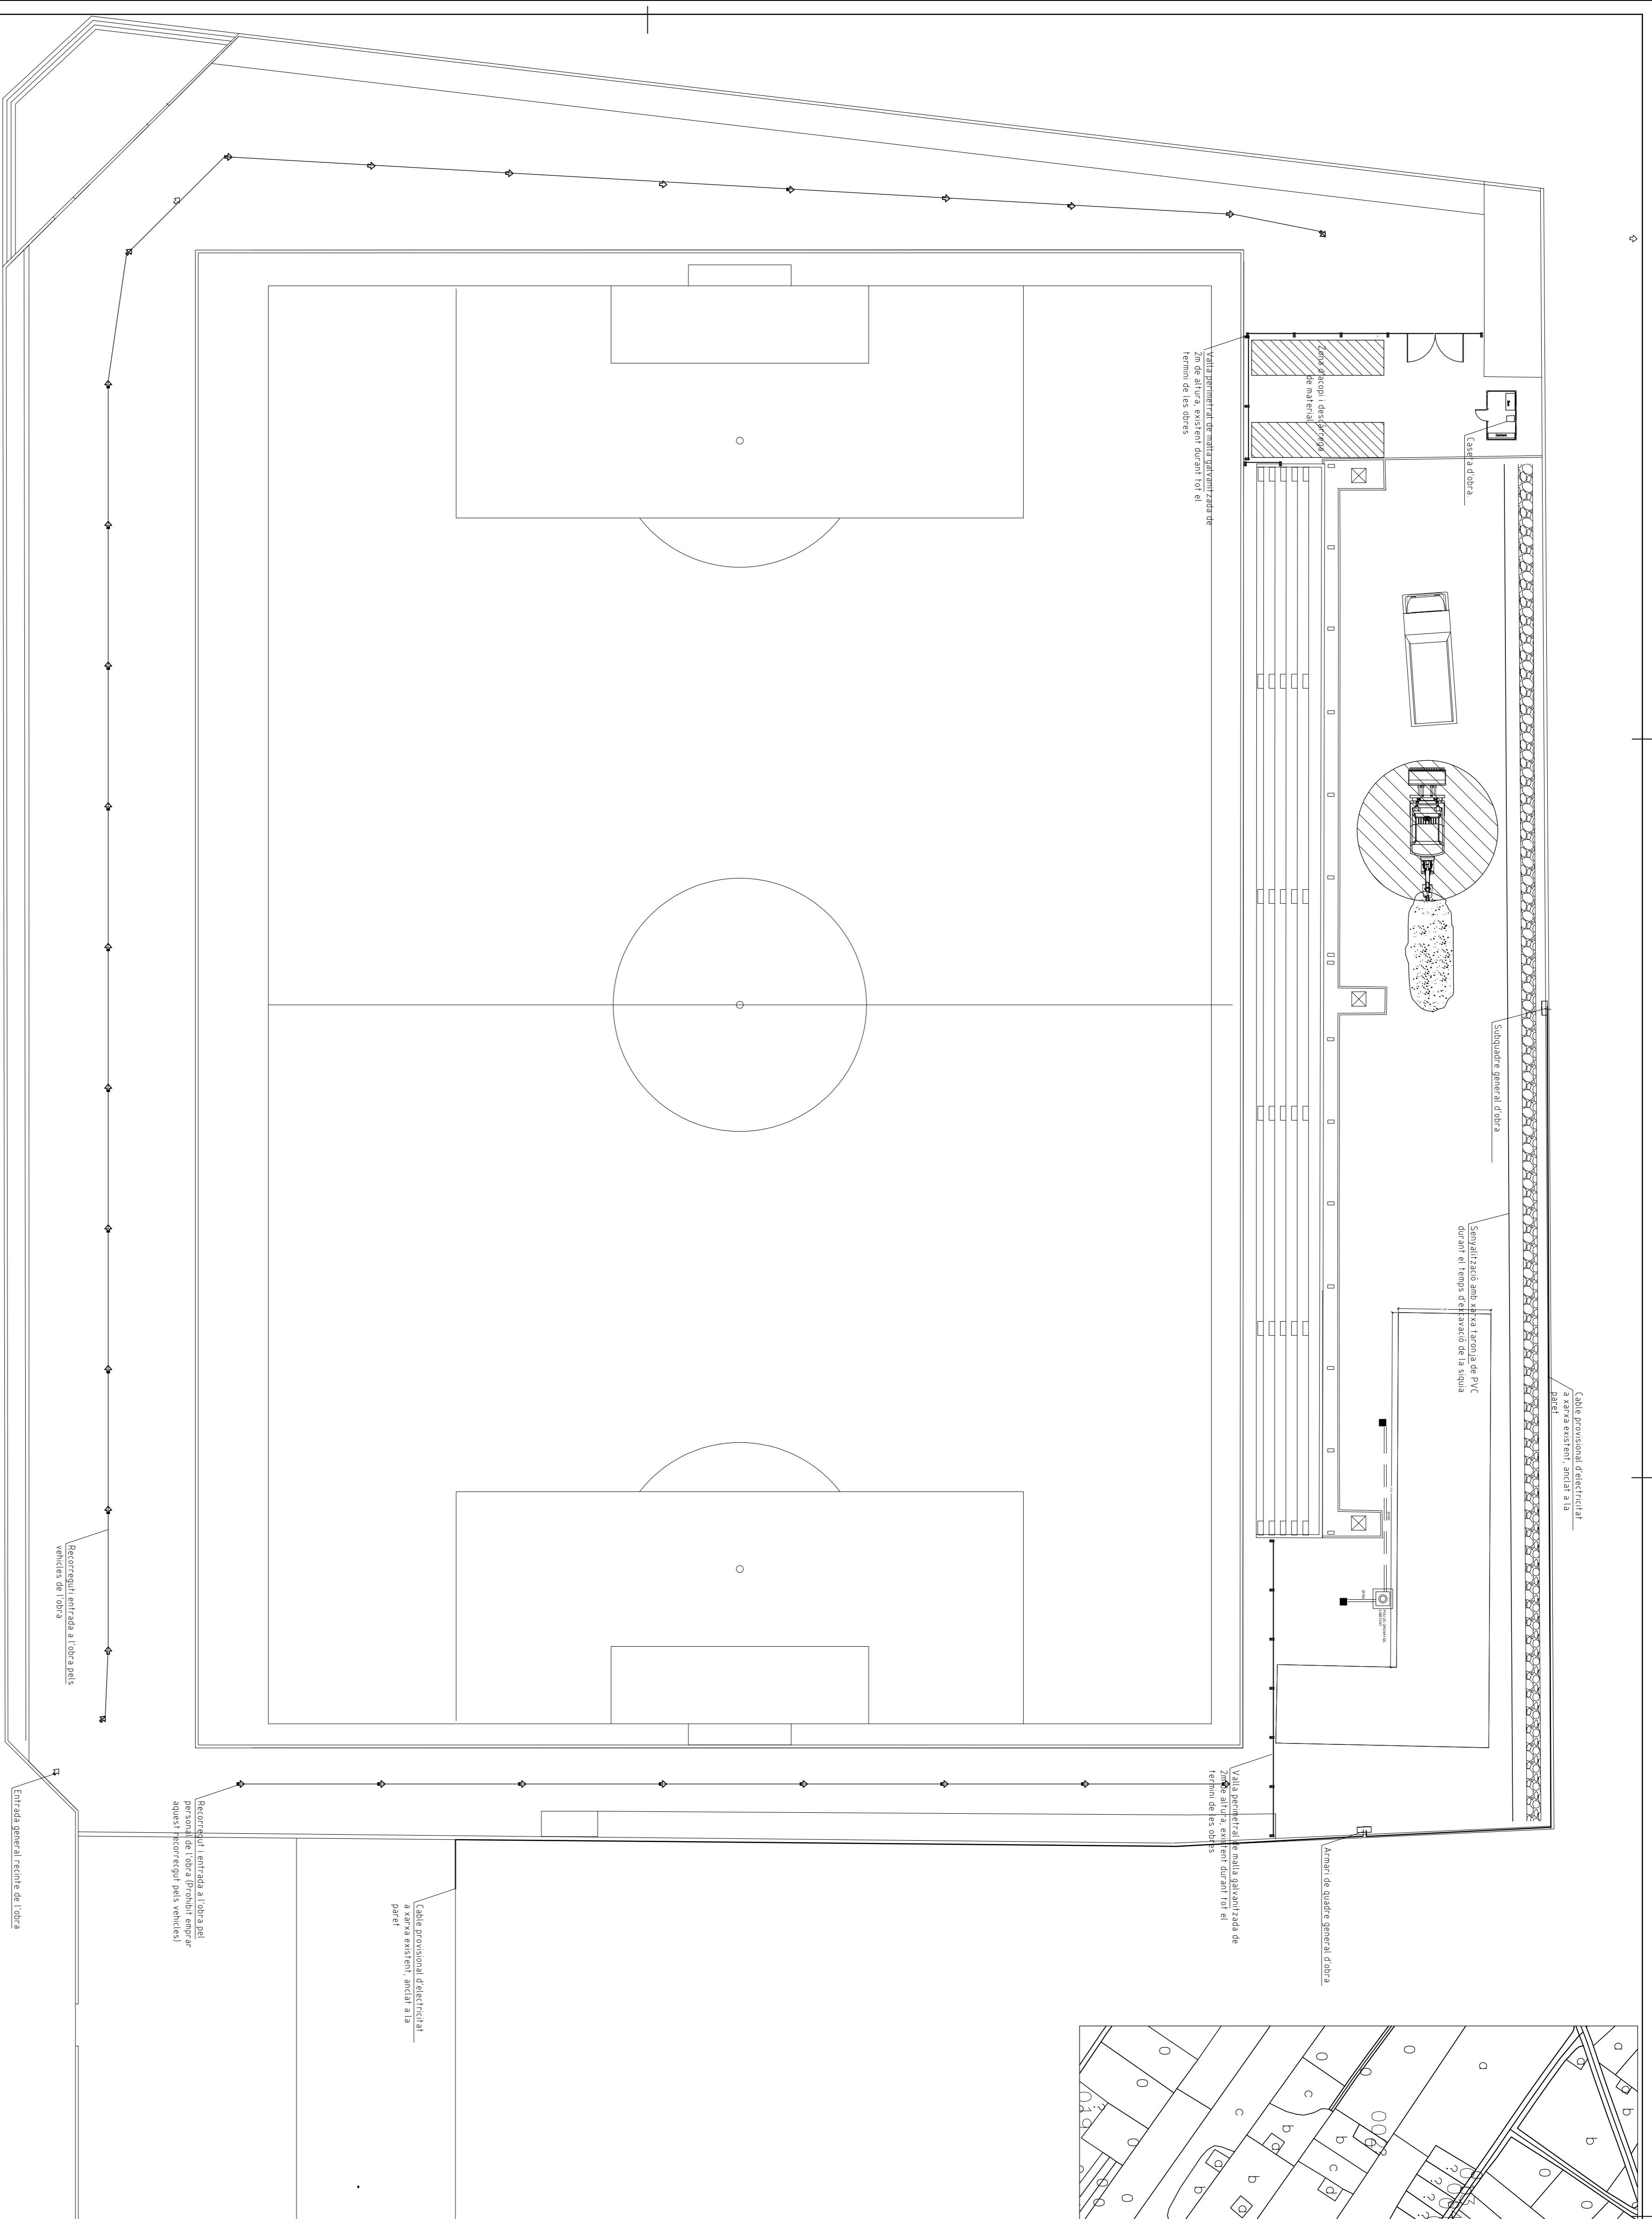 Valla perimetral de malla galvanitzada de
2m de altura, existent durant tot el
termini de les obres
Zona d'acopi i descàrrega
de material
Caseta d'obra
Subquadre general d'obra
Senyalització amb xarxa taronja de PVC
durant el temps d'excavació de la siquia
Cable provisional d'electricitat
a xarxa existent, anclat a la
paret
Recorreguti entrada a l'obra pels
vehicles de l'obra
Entrada general recinte de l'obra
Recorregut i entrada a l'obra pel
personal de l'obra (Prohibit emprar
aquest recorrecgut pels vehicles)
Cable provisional d'electricitat
a xarxa existent, anclat a la
paret
Valla perimetral de malla galvanitzada de
2m de altura, existent durant tot el
termini de les obres
Armari de quadre general d'obra